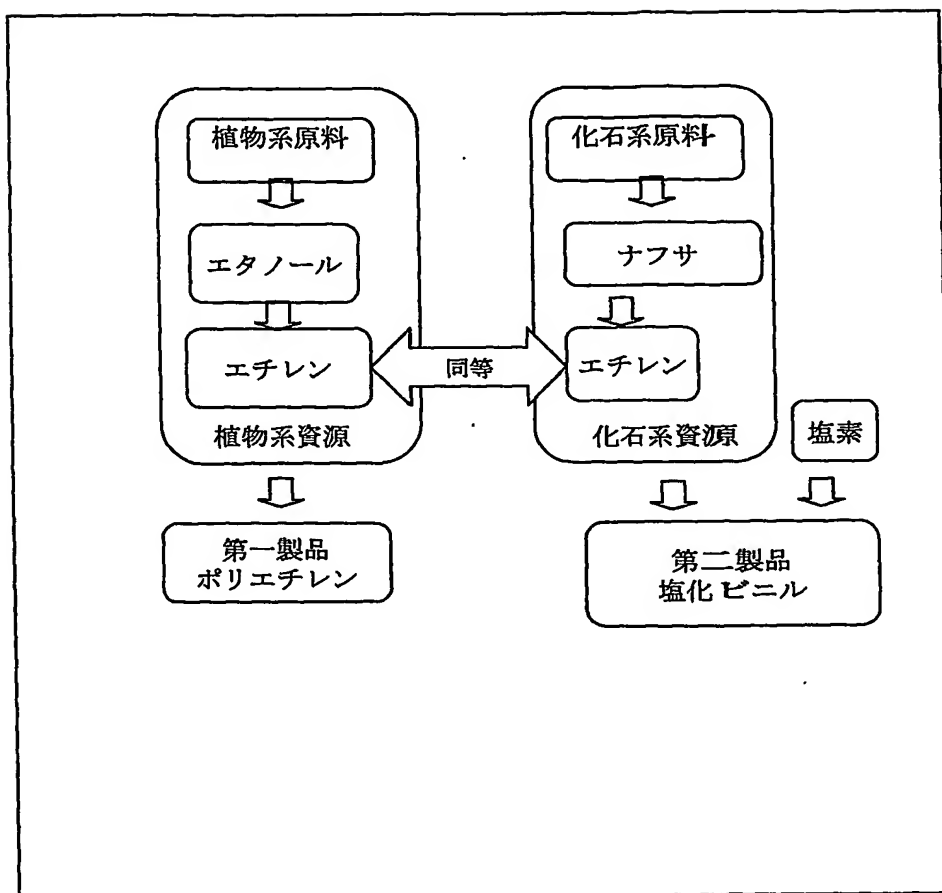 植物系原料
エタノール
エチレン
植物系資源
第一製品
ポリエチレン
同等
化石系原料
ナフサ
エチレン
化石系資源
塩素
第二製品
塩化ビニル